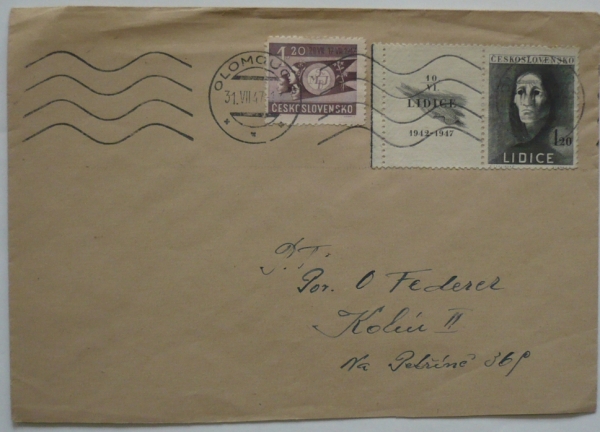 OLOMOUC
31.VII.47
1.20
ČESKOSLOVENSKO
10
VI.
LIDICE
1942-1947
ČESKOSLOVENSKO
1.20
LIDICE
P.T.
Por. O Federer
Kolín II
Na Petříně 369